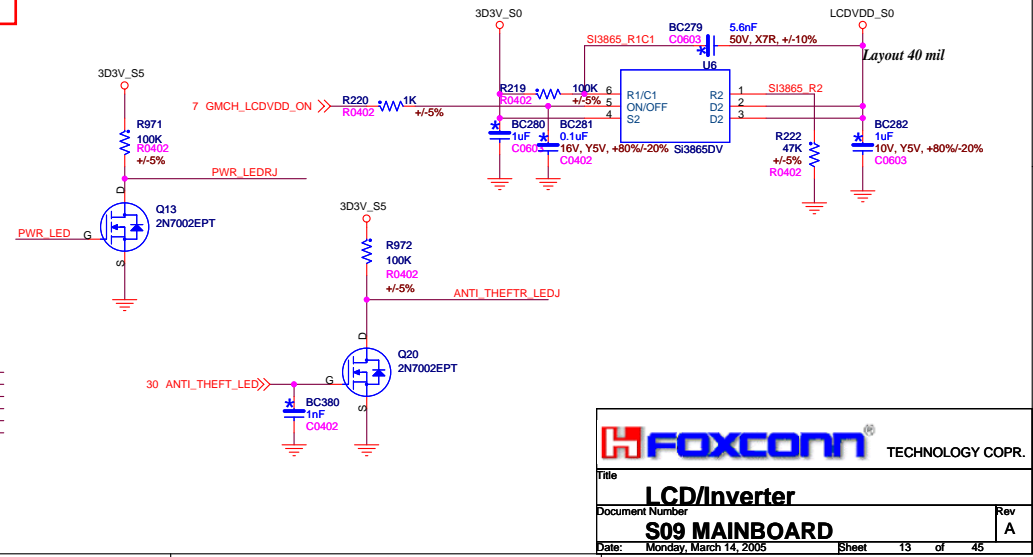 3D3V_S0
BC279
5.6nF
LCDVDD_S0
SI3865_R1C1
C0603
50V, X7R, +/-10%
Layout 40 mil
U6
3D3V_S5
R219
100K
R0402
+/-5%
6
R1/C1
R2
1
SI3865_R2
5
ON/OFF
D2
2
4
S2
D2
3
7 GMCH_LCDVDD_ON
R220
1K
R0402
+/-5%
Si3865DV
R971
100K
R0402
+/-5%
BC280
1uF
C0603
BC281
0.1uF
16V, Y5V, +80%/-20%
C0402
R222
47K
+/-5%
R0402
BC282
1uF
10V, Y5V, +80%/-20%
C0603
PWR_LEDRJ
D
Q13
2N7002EPT
PWR_LED
G
S
3D3V_S5
R972
100K
R0402
+/-5%
ANTI_THEFTR_LEDJ
D
Q20
2N7002EPT
30 ANTI_THEFT_LED
G
S
BC380
1nF
C0402
FOXCONN® TECHNOLOGY COPR.
Title
LCD/Inverter
Document Number
Rev
S09 MAINBOARD
A
Date: Monday, March 14, 2005 Sheet 13 of 45